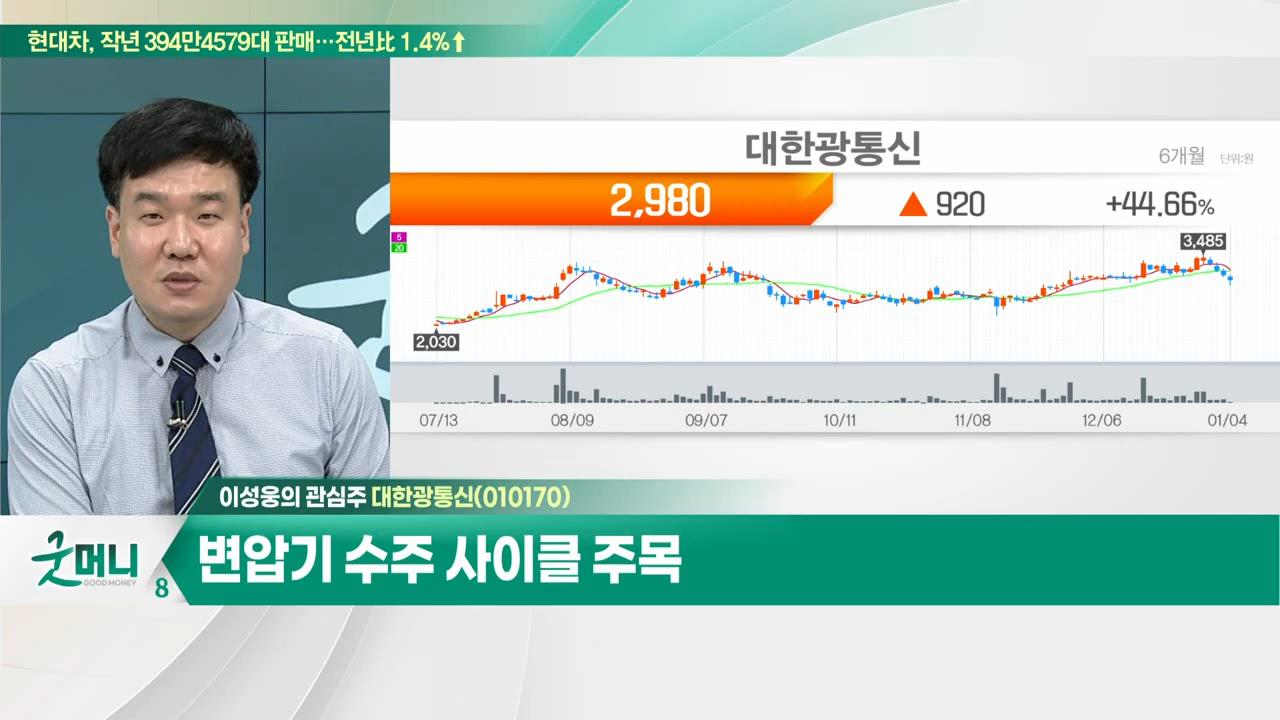 현대차, 작년 394만4579대 판매…전년比 1.4%↑
대한광통신
6개월 단위:원
2,980 ▲ 920 +44.66%
5
20
3,485
2,030
07/13 08/09 09/07 10/11 11/08 12/06 01/04
이성웅의 관심주 대한광통신(010170)
굿머니
GOOD MONEY
8
변압기 수주 사이클 주목